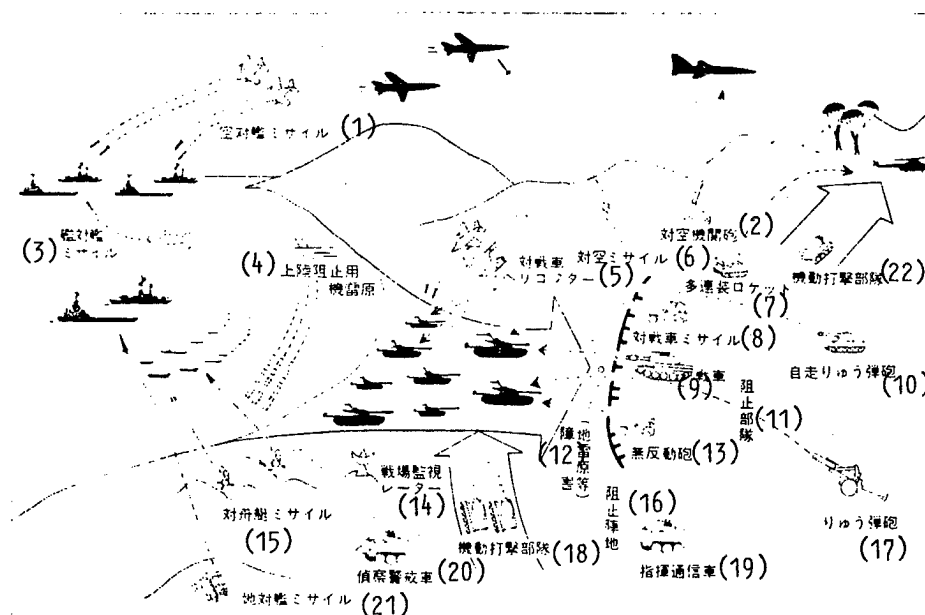 空対艦ミサイル (1)
対空機関砲 (2)
(3) 艦対艦
ミサイル
(4) 上陸阻止用
機雷原
対戦車
ヘリコプター (5)
対空ミサイル (6)
多連装ロケット
(7)
機動打撃部隊 (22)
対戦車ミサイル (8)
戦車
(9)
自走りゅう弾砲
(10)
阻止部隊
(11)
(12)
障害
(地雷原等)
無反動砲 (13)
戦場監視
レーダー
(14)
対舟艇ミサイル
(15)
阻止陣地
(16)
りゅう弾砲
(17)
機動打撃部隊 (18)
指揮通信車 (19)
偵察警戒車 (20)
地対艦ミサイル (21)